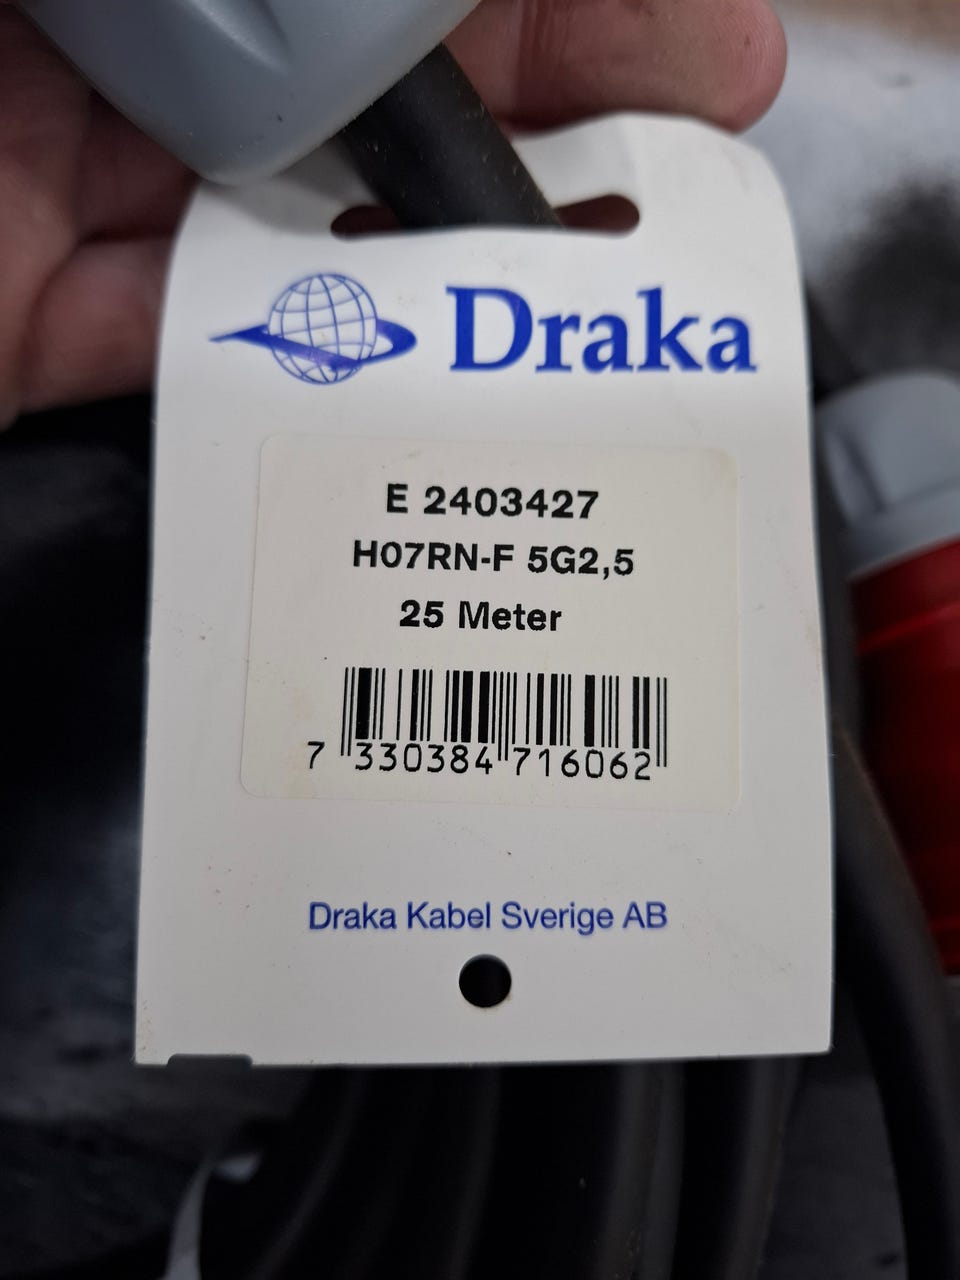 Draka
E 2403427
H07RN-F 5G2,5
25 Meter
7 330384 716062
Draka Kabel Sverige AB